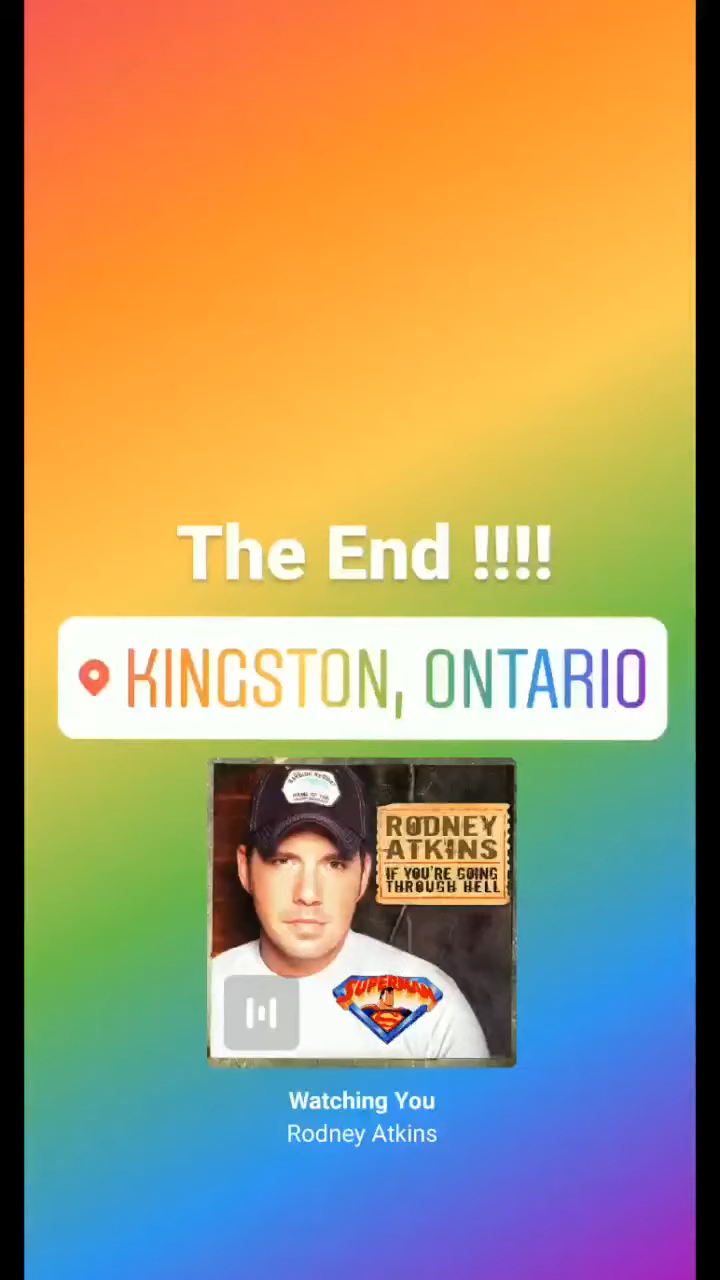 The End !!!!
KINGSTON, ONTARIO
RODNEY
ATKINS
IF YOU'RE GOING
THROUGH HELL
SUPERMAN
Watching You
Rodney Atkins